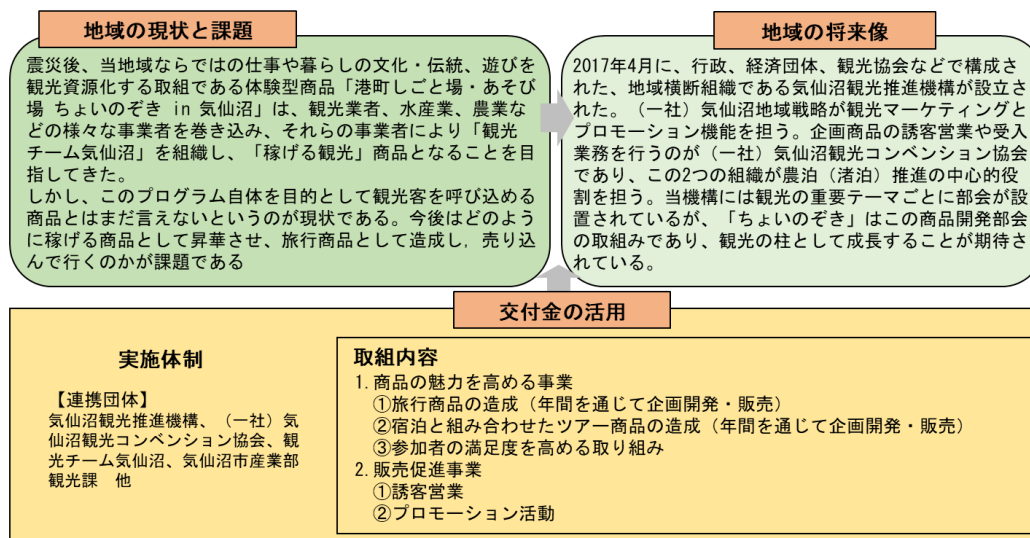 地域の現状と課題
震災後、当地域ならではの仕事や暮らしの文化・伝統、遊びを
観光資源化する取組である体験型商品「港町しごと場・あそび
場 ちょいのぞき in 気仙沼」は、観光業者、水産業、農業な
どの様々な事業者を巻き込み、それらの事業者により「観光
チーム気仙沼」を組織し、「稼げる観光」商品となることを目
指してきた。
しかし、このプログラム自体を目的として観光客を呼び込める
商品とはまだ言えないというのが現状である。今後はどのよう
に稼げる商品として昇華させ、旅行商品として造成し，売り込
んで行くのかが課題である
地域の将来像
2017年4月に、行政、経済団体、観光協会などで構成さ
れた、地域横断組織である気仙沼観光推進機構が設立さ
れた。（一社）気仙沼地域戦略が観光マーケティングと
プロモーション機能を担う。企画商品の誘客営業や受入
業務を行うのが（一社）気仙沼観光コンベンション協会
であり、この2つの組織が農泊（渚泊）推進の中心的役
割を担う。当機構には観光の重要テーマごとに部会が設
置されているが、「ちょいのぞき」はこの商品開発部会
の取組みであり、観光の柱として成長することが期待さ
れている。
交付金の活用
実施体制
【連携団体】
気仙沼観光推進機構、（一社）気
仙沼観光コンベンション協会、観
光チーム気仙沼、気仙沼市産業部
観光課　他
取組内容
1. 商品の魅力を高める事業
①旅行商品の造成（年間を通じて企画開発・販売）
②宿泊と組み合わせたツアー商品の造成（年間を通じて企画開発・販売）
③参加者の満足度を高める取り組み
2. 販売促進事業
①誘客営業
②プロモーション活動